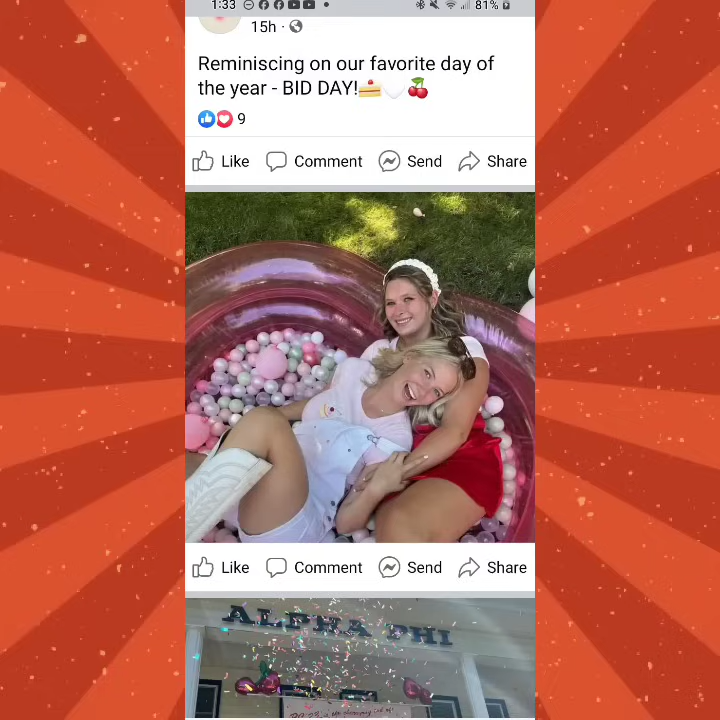 1:33
81%
15h ·
Reminiscing on our favorite day of
the year - BID DAY!🍰🤍🍒
9
Like Comment Send Share
Like Comment Send Share
ALPHA PHI